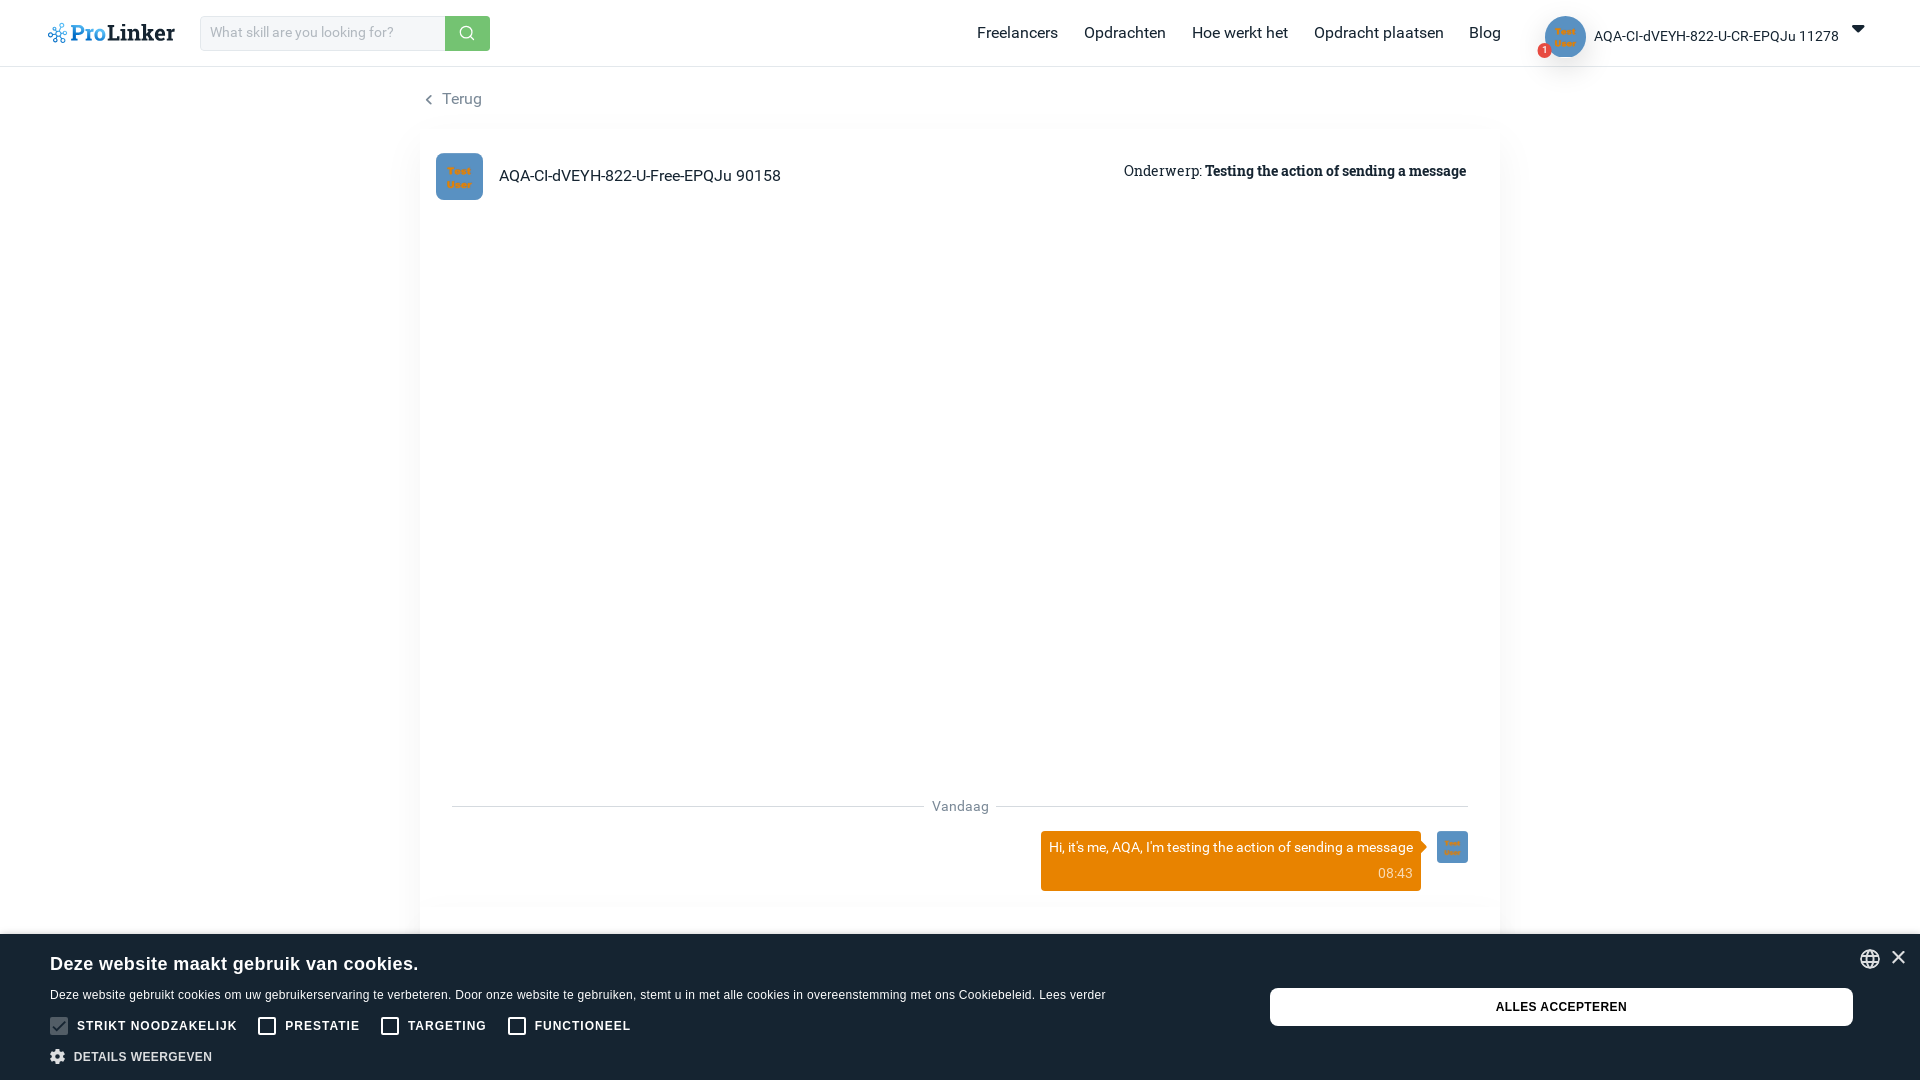 ProLinker
What skill are you looking for?
Freelancers
Opdrachten
Hoe werkt het
Opdracht plaatsen
Blog
Test
User
1
AQA-CI-dVEYH-822-U-CR-EPQJu 11278
Terug
Test
User
AQA-CI-dVEYH-822-U-Free-EPQJu 90158
Onderwerp: Testing the action of sending a message
Vandaag
Hi, it's me, AQA, I'm testing the action of sending a message
08:43
Test
User
Deze website maakt gebruik van cookies.
Deze website gebruikt cookies om uw gebruikerservaring te verbeteren. Door onze website te gebruiken, stemt u in met alle cookies in overeenstemming met ons Cookiebeleid. Lees verder
STRIKT NOODZAKELIJK
PRESTATIE
TARGETING
FUNCTIONEEL
DETAILS WEERGEVEN
ALLES ACCEPTEREN